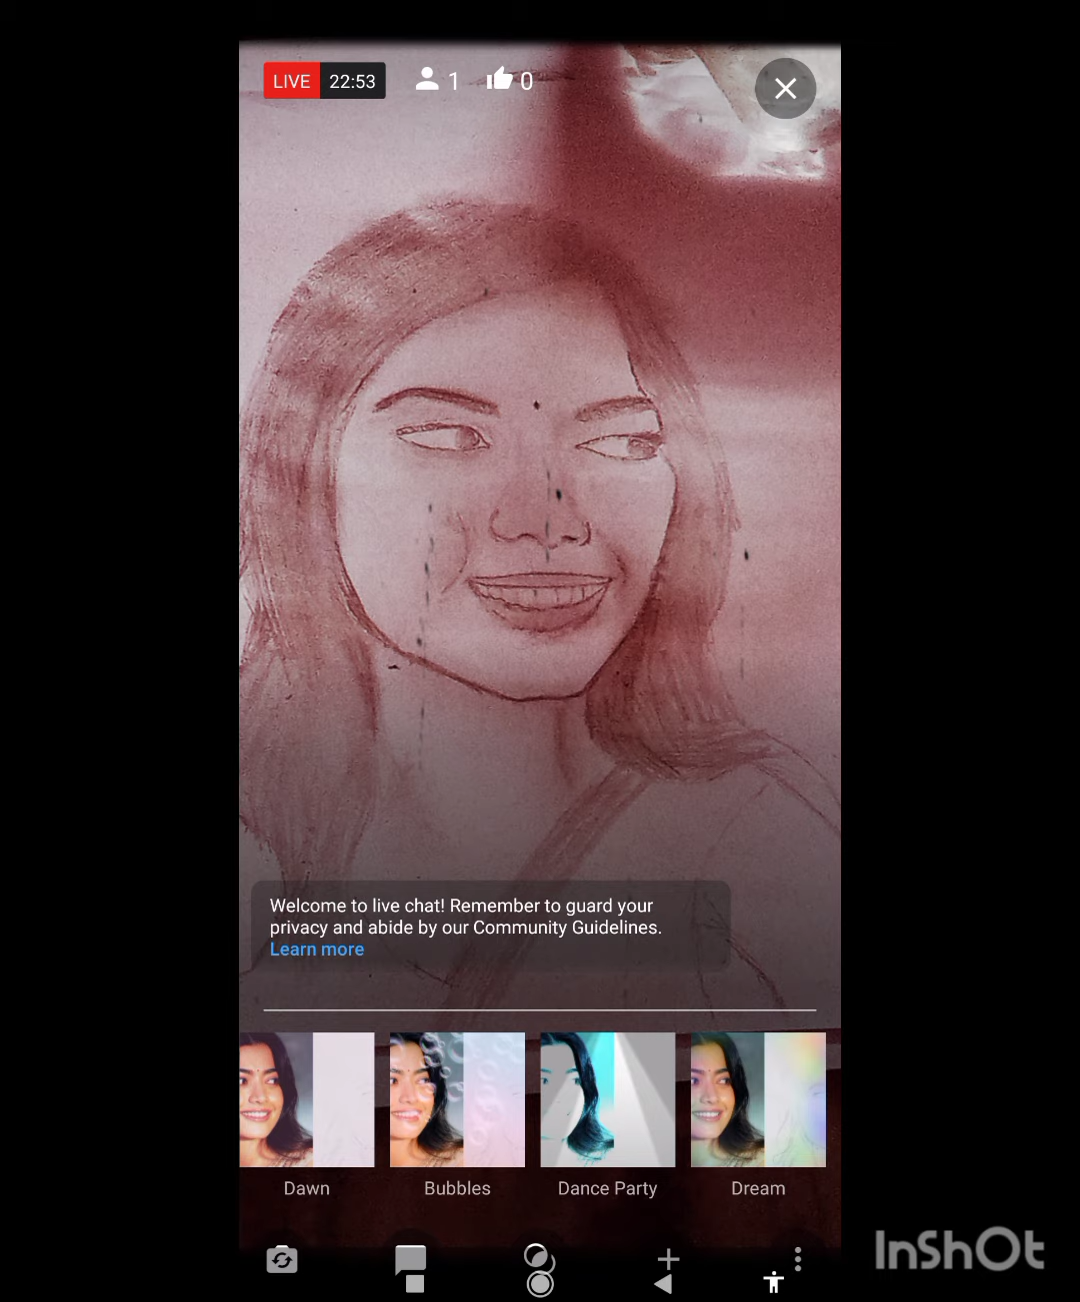 LIVE 22:53 1 0
Welcome to live chat! Remember to guard your
privacy and abide by our Community Guidelines.
Learn more
Dawn Bubbles Dance Party Dream
InShOt